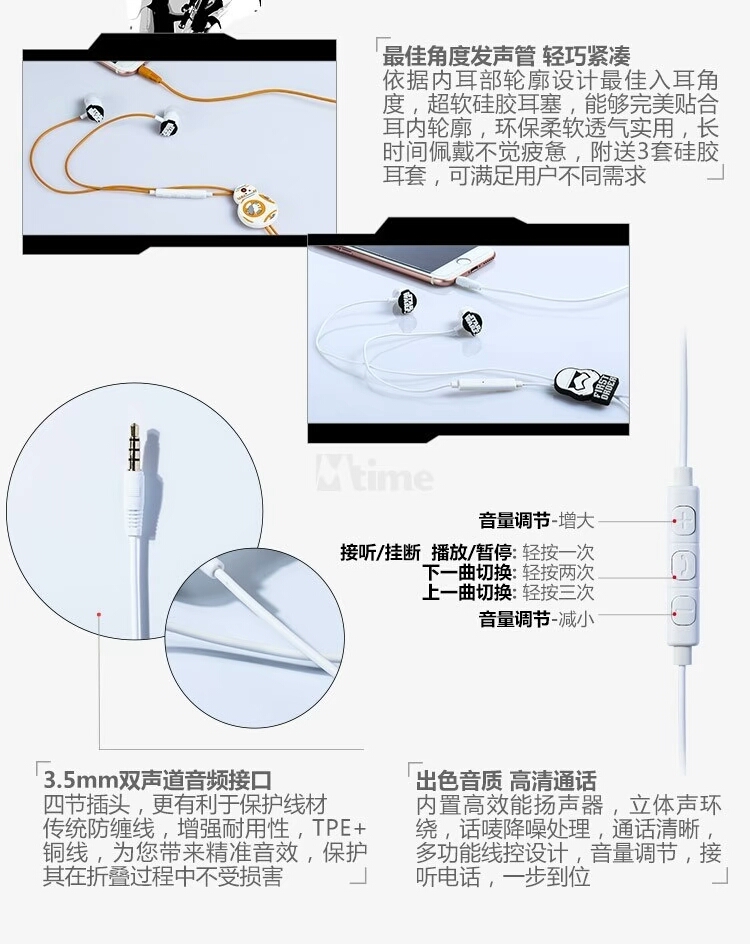 最佳角度发声管 轻巧紧凑
依据内耳部轮廓设计最佳入耳角
度，超软硅胶耳塞，能够完美贴合
耳内轮廓，环保柔软透气实用，长
时间佩戴不觉疲惫，附送3套硅胶
耳套，可满足用户不同需求
FIRST
ORDER
Mtime
音量调节-增大
接听/挂断 播放/暂停: 轻按一次
下一曲切换: 轻按两次
上一曲切换: 轻按三次
音量调节-减小
3.5mm双声道音频接口
四节插头，更有利于保护线材
传统防缠线，增强耐用性，TPE+
铜线，为您带来精准音效，保护
其在折叠过程中不受损害
出色音质 高清通话
内置高效能扬声器，立体声环
绕，话唛降噪处理，通话清晰，
多功能线控设计，音量调节，接
听电话，一步到位